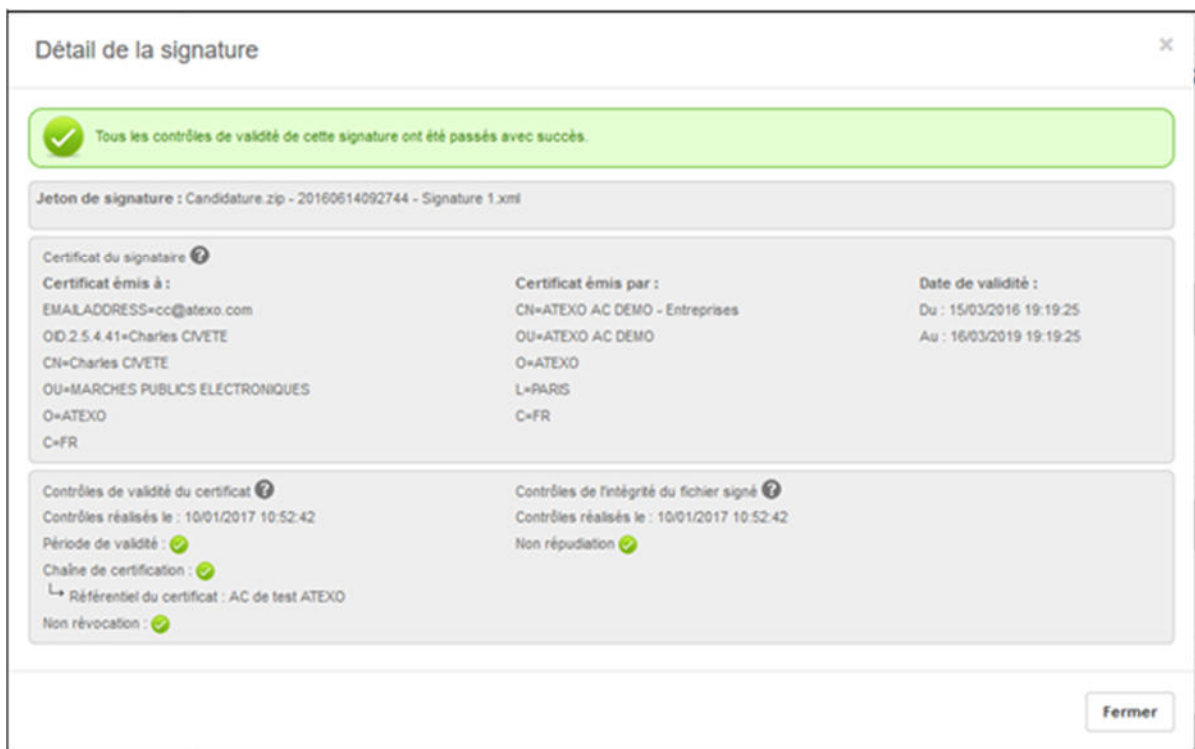 Détail de la signature
×
Tous les contrôles de validité de cette signature ont été passés avec succès.
Jeton de signature : Candidature.zip - 20160614092744 - Signature 1.xml
Certificat du signataire ?
Certificat émis à :
EMAILADDRESS=cc@atexo.com
OID.2.5.4.41=Charles CIVETE
CN=Charles CIVETE
OU=MARCHES PUBLICS ELECTRONIQUES
O=ATEXO
C=FR
Certificat émis par :
CN=ATEXO AC DEMO - Entreprises
OU=ATEXO AC DEMO
O=ATEXO
L=PARIS
C=FR
Date de validité :
Du : 15/03/2016 19:19:25
Au : 16/03/2019 19:19:25
Contrôles de validité du certificat ?
Contrôles réalisés le : 10/01/2017 10:52:42
Période de validité :
Chaîne de certification :
Référentiel du certificat : AC de test ATEXO
Non révocation :
Contrôles de l'intégrité du fichier signé ?
Contrôles réalisés le : 10/01/2017 10:52:42
Non répudiation
Fermer